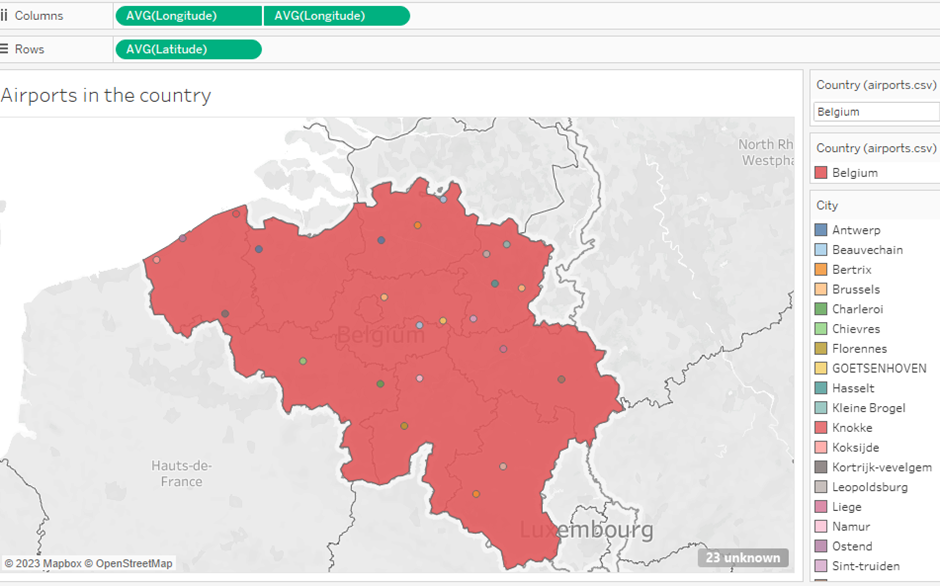 Columns AVG(Longitude) AVG(Longitude)
Rows AVG(Latitude)
Airports in the country
Country (airports.csv)
Belgium
Country (airports.csv)
Belgium
City
Antwerp
Beauvechain
Bertrix
Brussels
Charleroi
Chievres
Florennes
GOETSENHOVEN
Hasselt
Kleine Brogel
Knokke
Koksijde
Kortrijk-vevelgem
Leopoldsburg
Liege
Namur
Ostend
Sint-truiden
North Rh
Westpha
Belgium
Hauts-de-
France
Luxembourg
23 unknown
© 2023 Mapbox © OpenStreetMap